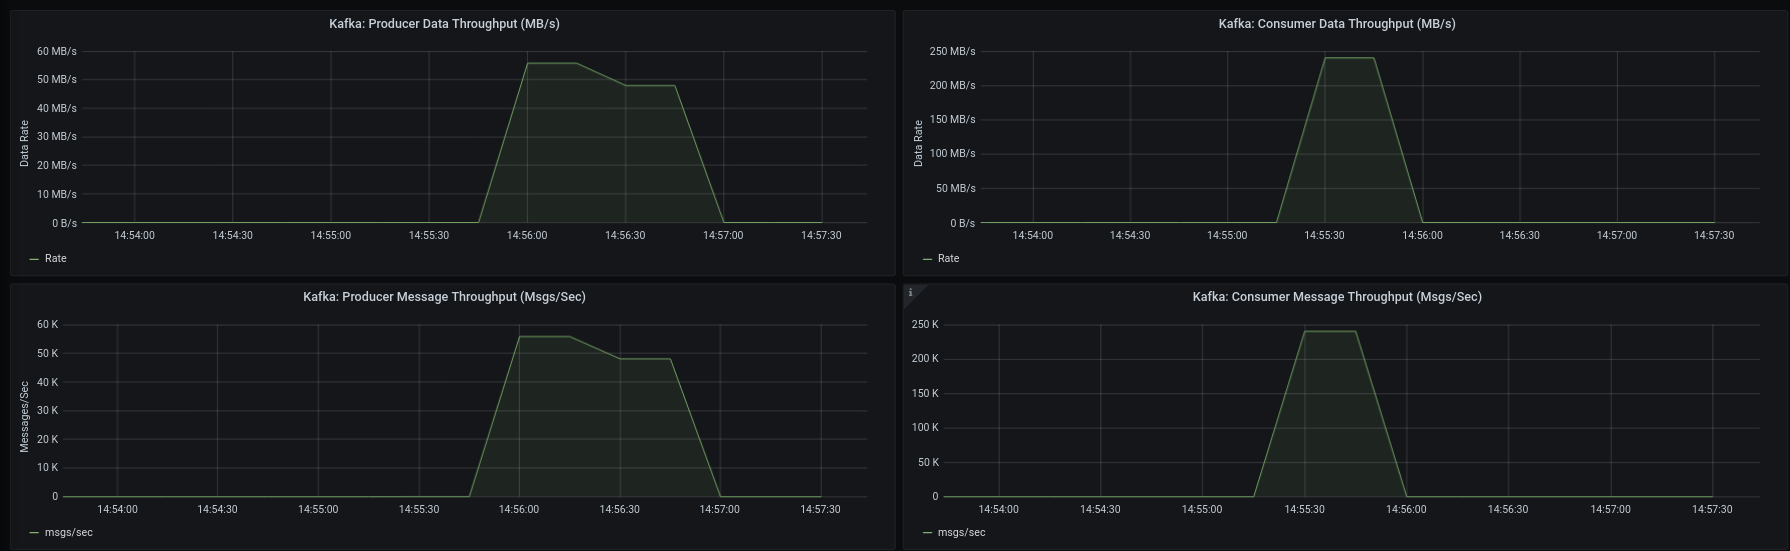 Kafka: Producer Data Throughput (MB/s)
60 MB/s
50 MB/s
40 MB/s
30 MB/s
20 MB/s
10 MB/s
0 B/s
Data Rate
14:54:00 14:54:30 14:55:00 14:55:30 14:56:00 14:56:30 14:57:00 14:57:30
Rate
Kafka: Consumer Data Throughput (MB/s)
250 MB/s
200 MB/s
150 MB/s
100 MB/s
50 MB/s
0 B/s
Data Rate
14:54:00 14:54:30 14:55:00 14:55:30 14:56:00 14:56:30 14:57:00 14:57:30
Rate
Kafka: Producer Message Throughput (Msgs/Sec)
60 K
50 K
40 K
30 K
20 K
10 K
0
Messages/Sec
14:54:00 14:54:30 14:55:00 14:55:30 14:56:00 14:56:30 14:57:00 14:57:30
msgs/sec
i
Kafka: Consumer Message Throughput (Msgs/Sec)
250 K
200 K
150 K
100 K
50 K
0
14:54:00 14:54:30 14:55:00 14:55:30 14:56:00 14:56:30 14:57:00 14:57:30
msgs/sec